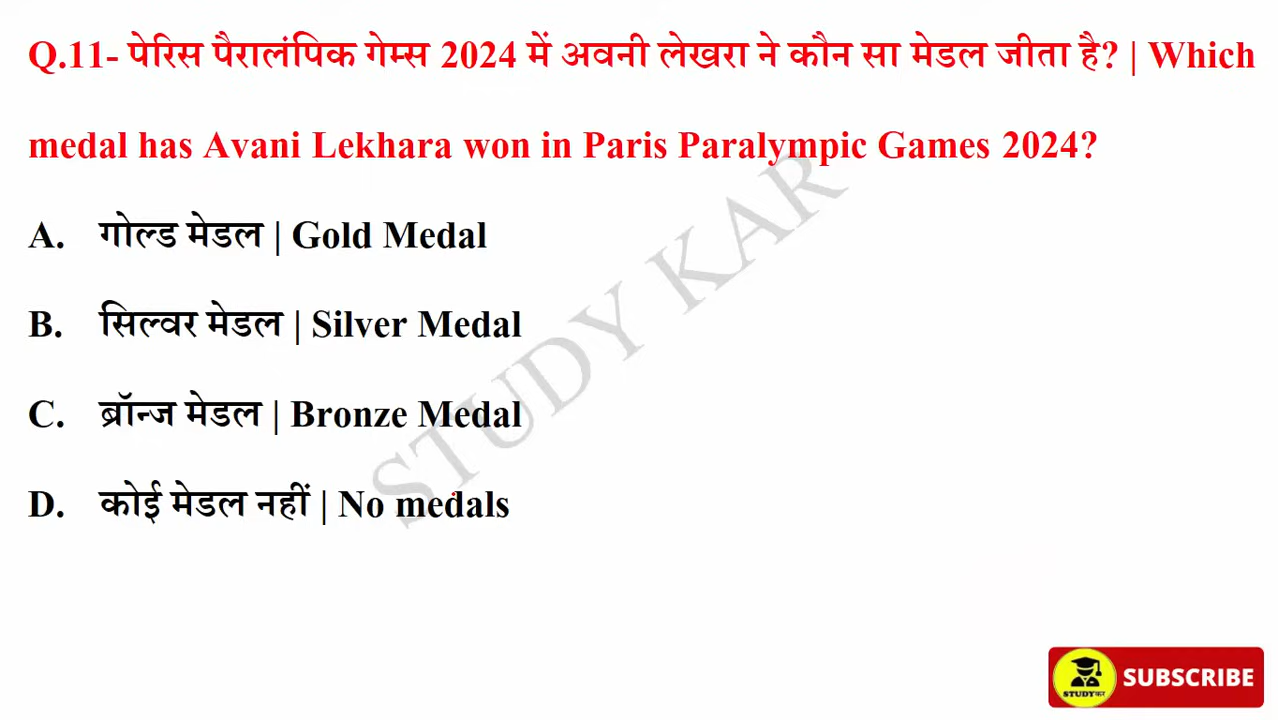 Q.11- पेरिस पैरालंपिक गेम्स 2024 में अवनी लेखरा ने कौन सा मेडल जीता है? | Which
medal has Avani Lekhara won in Paris Paralympic Games 2024?
A. गोल्ड मेडल | Gold Medal
B. सिल्वर मेडल | Silver Medal
C. ब्रॉन्ज मेडल | Bronze Medal
D. कोई मेडल नहीं | No medals
STUDY KAR
STUDYकर
SUBSCRIBE